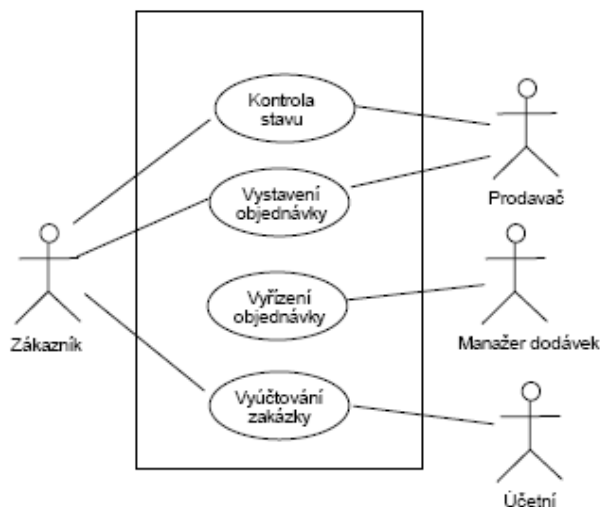 Kontrola
stavu
Vystavení
objednávky
Prodavač
Vyřízení
objednávky
Zákazník
Manažer dodávek
Vyúčtování
zakázky
Účetní